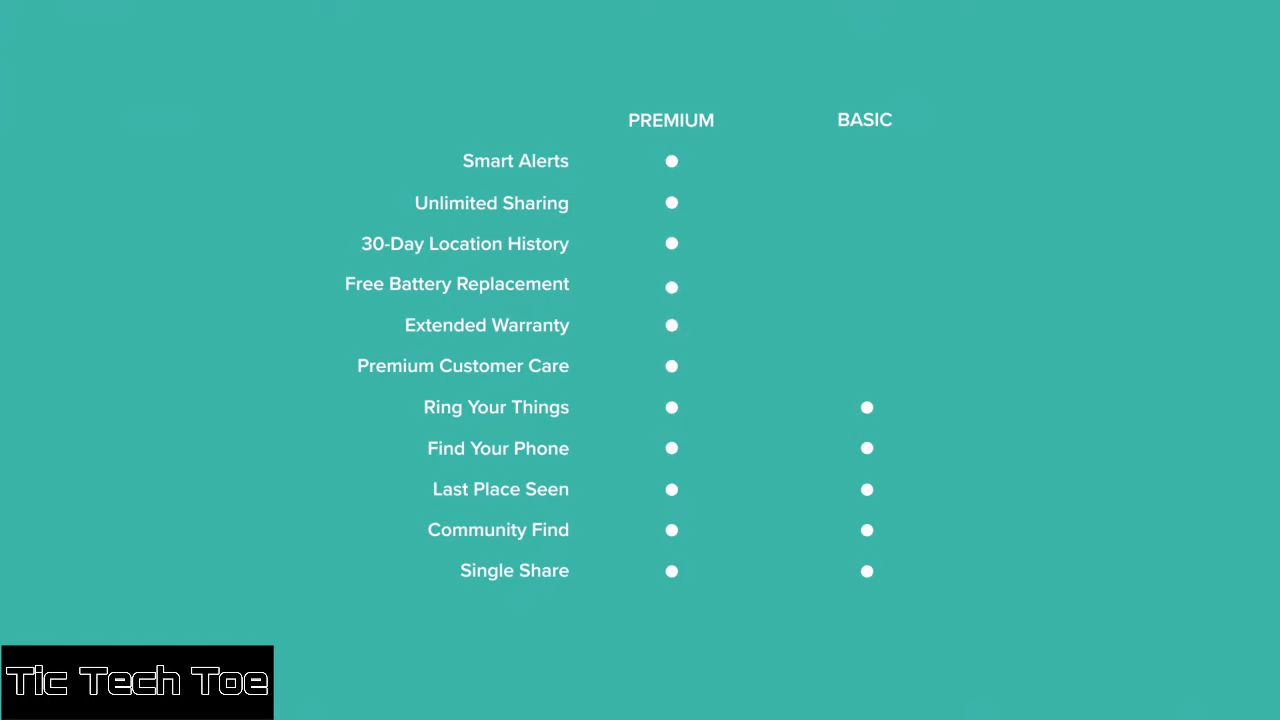 PREMIUM BASIC
Smart Alerts
Unlimited Sharing
30-Day Location History
Free Battery Replacement
Extended Warranty
Premium Customer Care
Ring Your Things
Find Your Phone
Last Place Seen
Community Find
Single Share
Tic Tech Toe